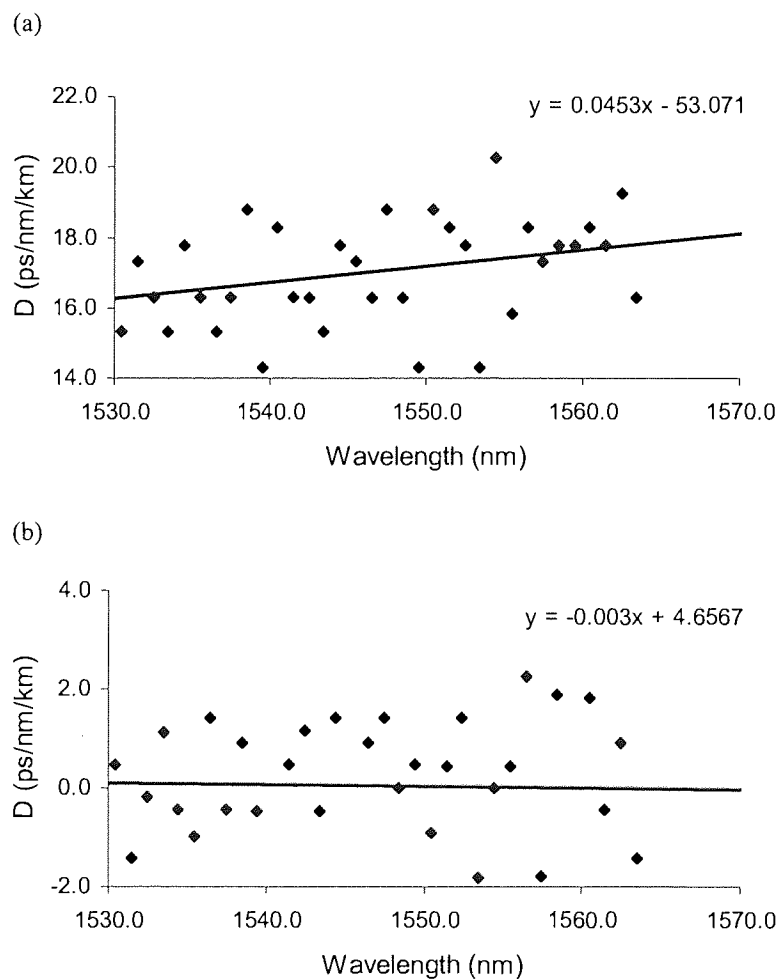 (a)
22.0
y = 0.0453x - 53.071
20.0
18.0
16.0
14.0
D (ps/nm/km)
1530.0 1540.0 1550.0 1560.0 1570.0
Wavelength (nm)
(b)
4.0
y = -0.003x + 4.6567
2.0
0.0
-2.0
D (ps/nm/km)
1530.0 1540.0 1550.0 1560.0 1570.0
Wavelength (nm)